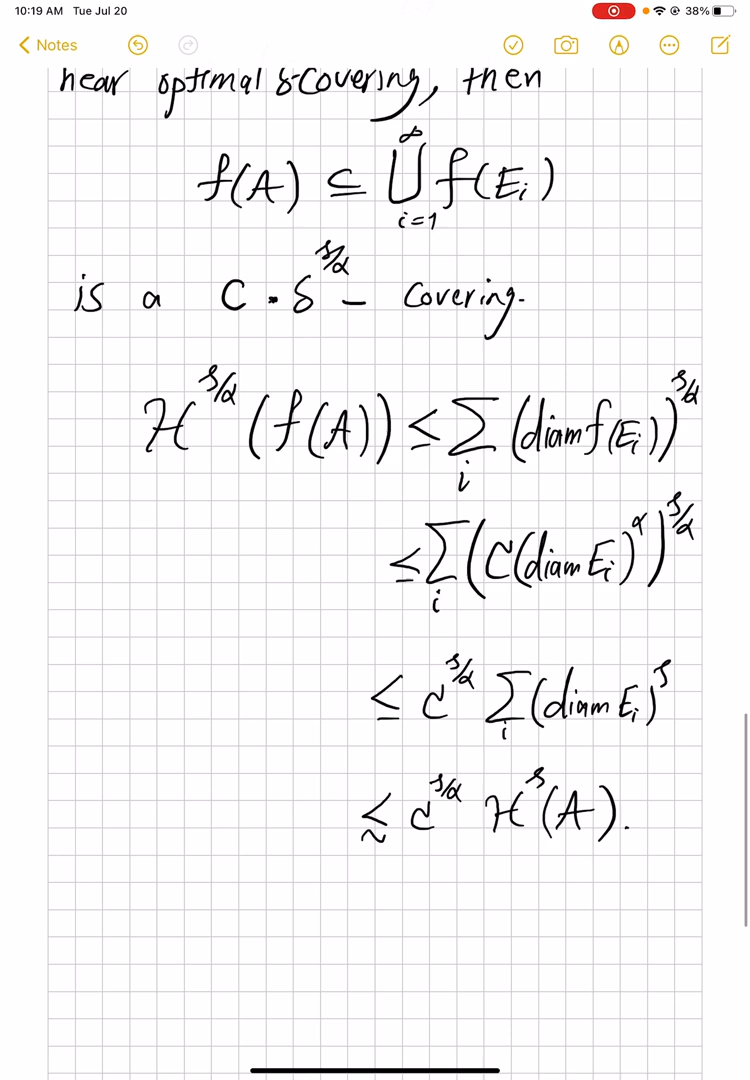 10:19 AM Tue Jul 20 38%
Notes
near optimal δ-covering, then
f(A) ⊆ ⋃_{i=1}^{∞} f(E_i)
is a C · δ^{s/α} - covering.
ℋ^{s/α} (f(A)) ≤ ∑_i (diam f(E_i))^{s/α}
≤ ∑_i (C(diam E_i)^α)^{s/α}
≤ C^{s/α} ∑_i (diam E_i)^s
≲ C^{s/α} ℋ^s(A).